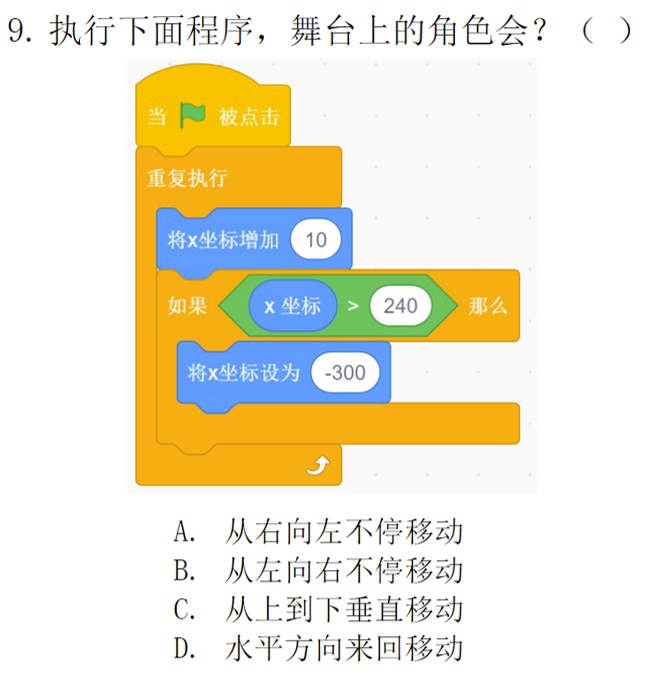 9. 执行下面程序，舞台上的角色会？（ ）
当 被点击
重复执行
将x坐标增加 10
如果 x 坐标 > 240 那么
将x坐标设为 -300
A. 从右向左不停移动
B. 从左向右不停移动
C. 从上到下垂直移动
D. 水平方向来回移动